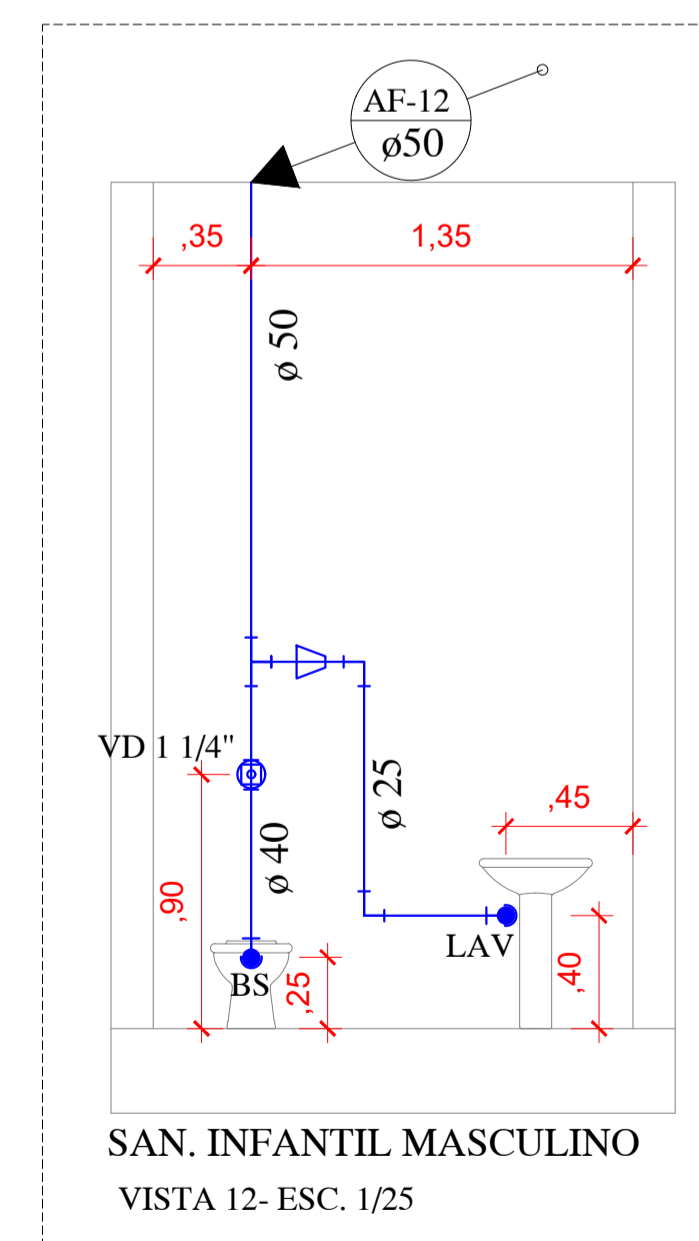 AF-12
ø50
,35
1,35
ø 50
VD 1 1/4"
ø 25
,45
ø 40
,90
LAV
BS
,25
,40
SAN. INFANTIL MASCULINO
VISTA 12- ESC. 1/25